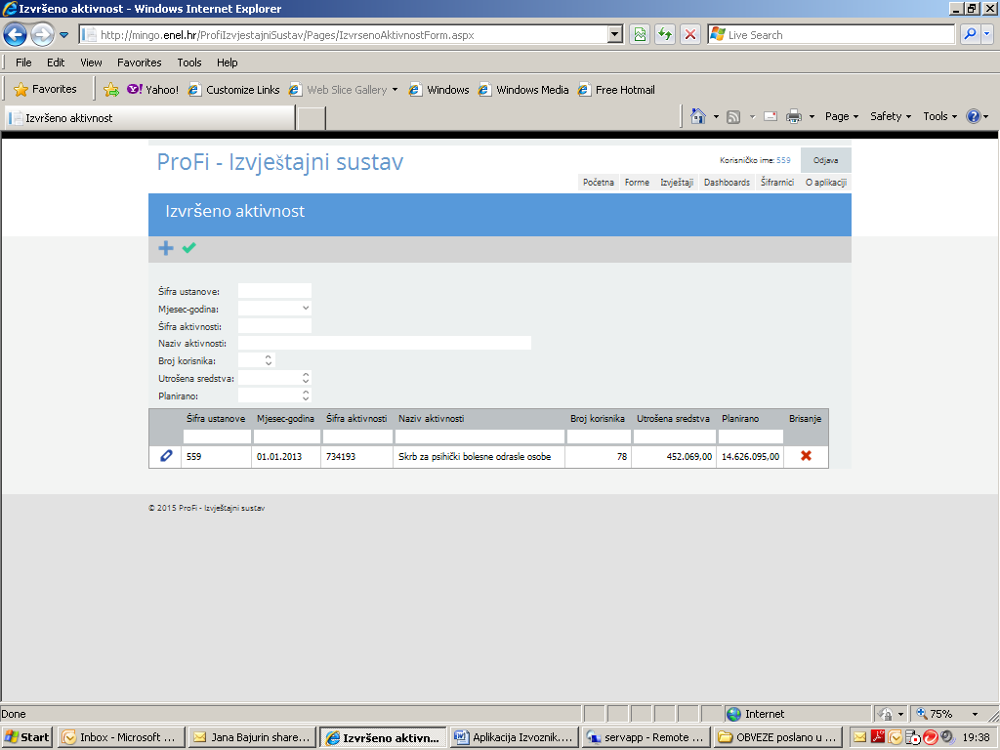 Izvršeno aktivnost - Windows Internet Explorer
http://mingo.enel.hr/ProfiIzvjestajniSustav/Pages/IzvrsenoAktivnostForm.aspx
Live Search
File Edit View Favorites Tools Help
Favorites Yahoo! Customize Links Web Slice Gallery Windows Windows Media Free Hotmail
Izvršeno aktivnost Page Safety Tools
ProFi - Izvještajni sustav
Korisničko ime: 559 Odjava
Početna Forme Izvještaji Dashboards Šifrarnici O aplikaciji
Izvršeno aktivnost
Šifra ustanove:
Mjesec-godina:
Šifra aktivnosti:
Naziv aktivnosti:
Broj korisnika:
Utrošena sredstva:
Planirano:
Šifra ustanove Mjesec-godina Šifra aktivnosti Naziv aktivnosti Broj korisnika Utrošena sredstva Planirano Brisanje
559 01.01.2013 734193 Skrb za psihički bolesne odrasle osobe 78 452.069,00 14.626.095,00
© 2015 ProFi - Izvještajni sustav
Done Internet 75%
Start Inbox - Microsoft ... Jana Bajurin share... Izvršeno aktivn... Aplikacija Izvoznik.... servapp - Remote ... OBVEZE poslano u ... 19:38